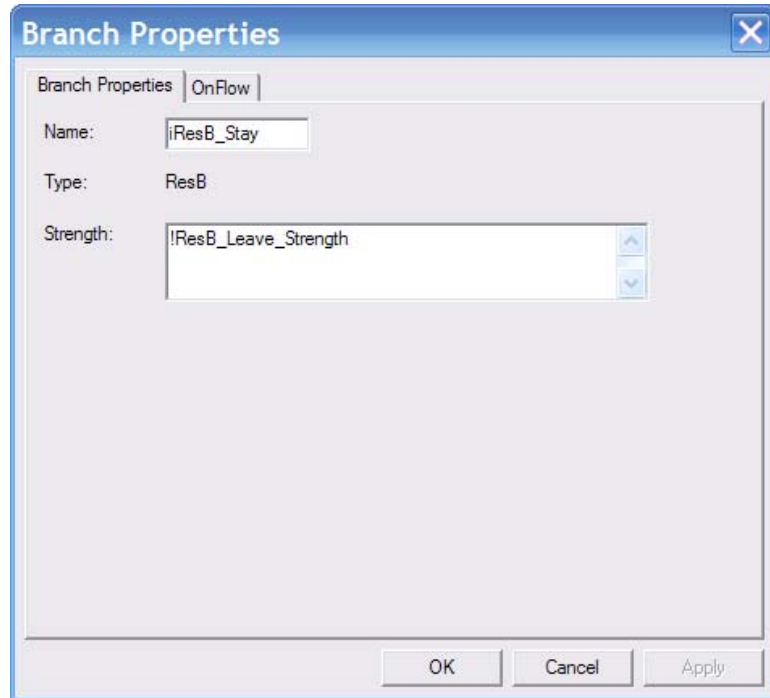 Branch Properties
Branch Properties OnFlow
Name: iResB_Stay
Type: ResB
Strength: !ResB_Leave_Strength
OK Cancel Apply